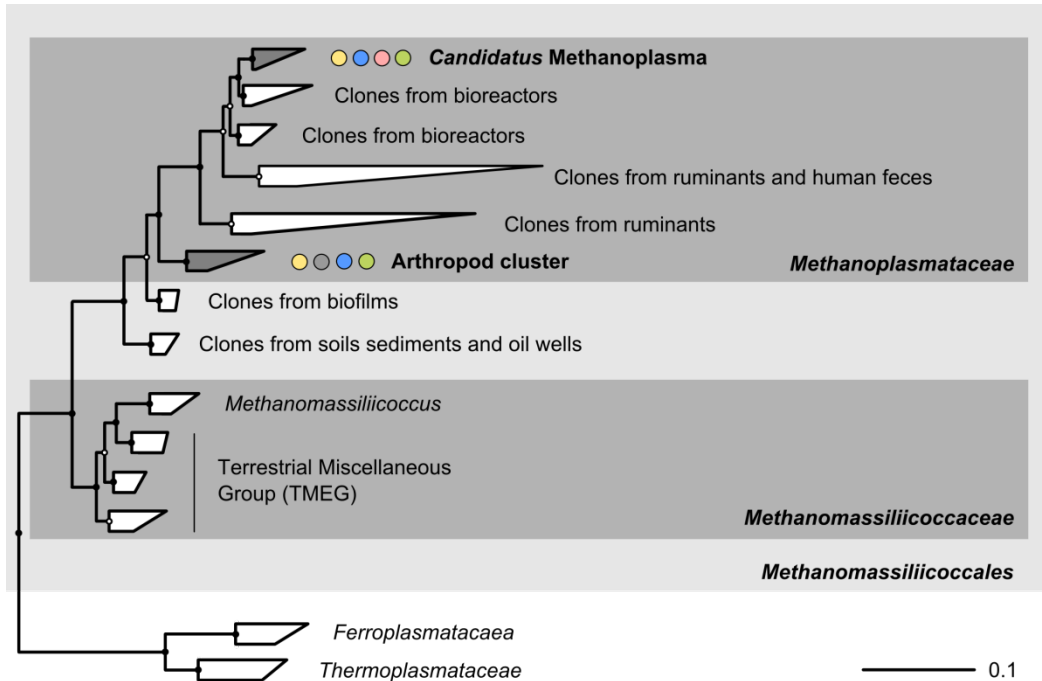 Candidatus Methanoplasma
Clones from bioreactors
Clones from bioreactors
Clones from ruminants and human feces
Clones from ruminants
Arthropod cluster
Methanoplasmataceae
Clones from biofilms
Clones from soils sediments and oil wells
Methanomassiliicoccus
Terrestrial Miscellaneous
Group (TMEG)
Methanomassiliicoccaceae
Methanomassiliicoccales
Ferroplasmatacaea
Thermoplasmataceae
0.1